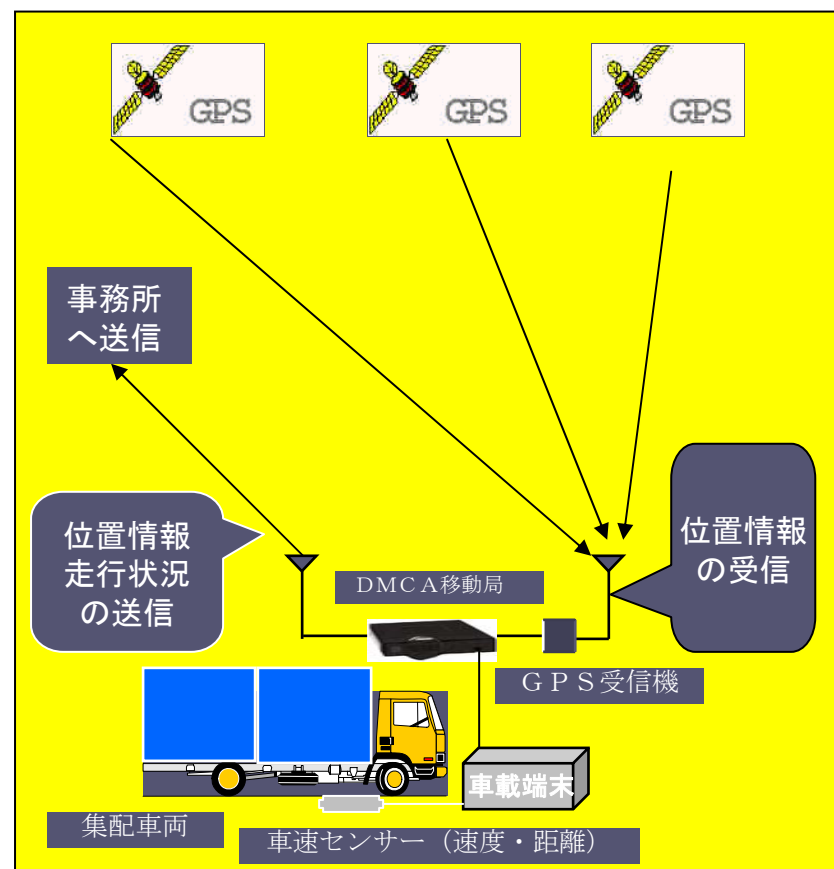 GPS
GPS
GPS
事務所
へ送信
位置情報
走行状況
の送信
位置情報
の受信
DMCA移動局
GPS受信機
車載端末
集配車両
車速センサー(速度・距離)